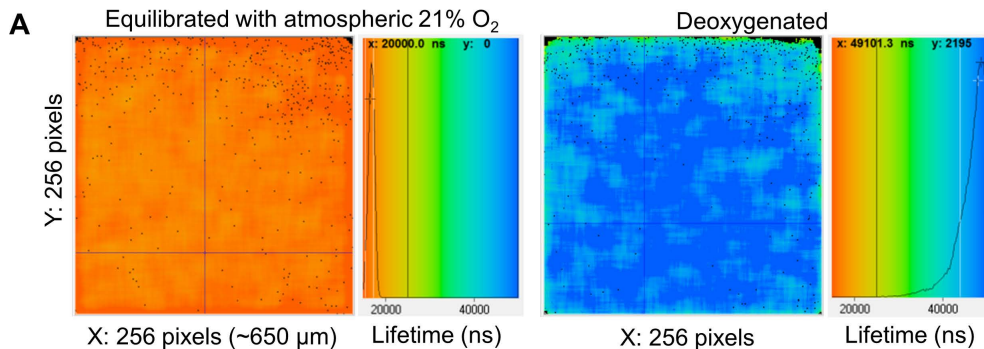 A
Equilibrated with atmospheric 21% O₂
Deoxygenated
x: 20000.0 ns y: 0
x: 49101.3 ns y: 2195
Y: 256 pixels
20000 40000
20000 40000
X: 256 pixels (~650 μm)
Lifetime (ns)
X: 256 pixels
Lifetime (ns)